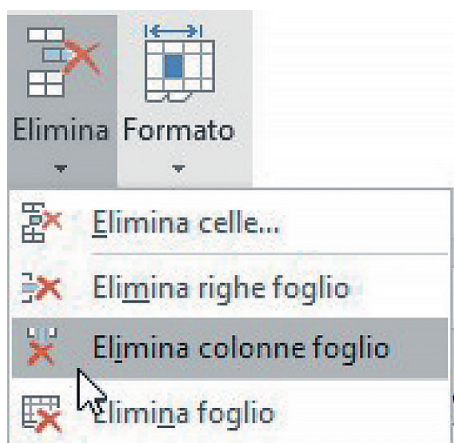 Elimina Formato
Elimina celle...
Elimina righe foglio
Elimina colonne foglio
Elimina foglio